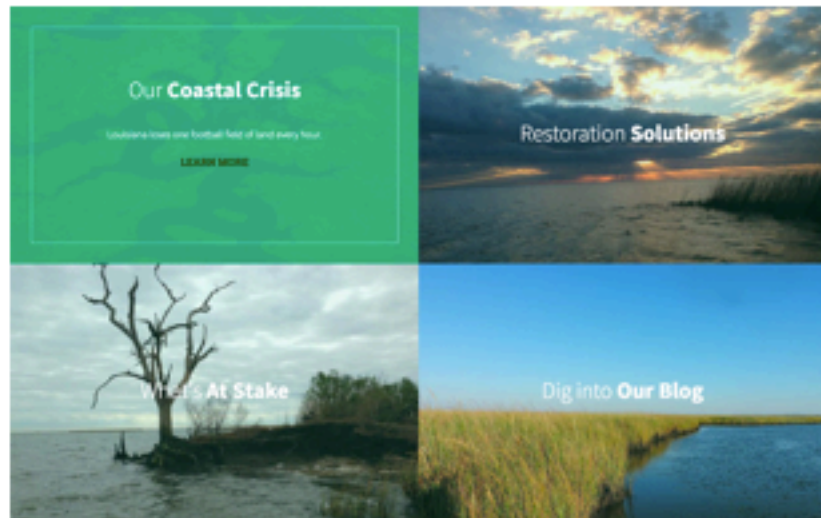 Our Coastal Crisis
Restoration Solutions
Louisiana loses one football field of land every hour.
LEARN MORE
What's At Stake
Dig into Our Blog